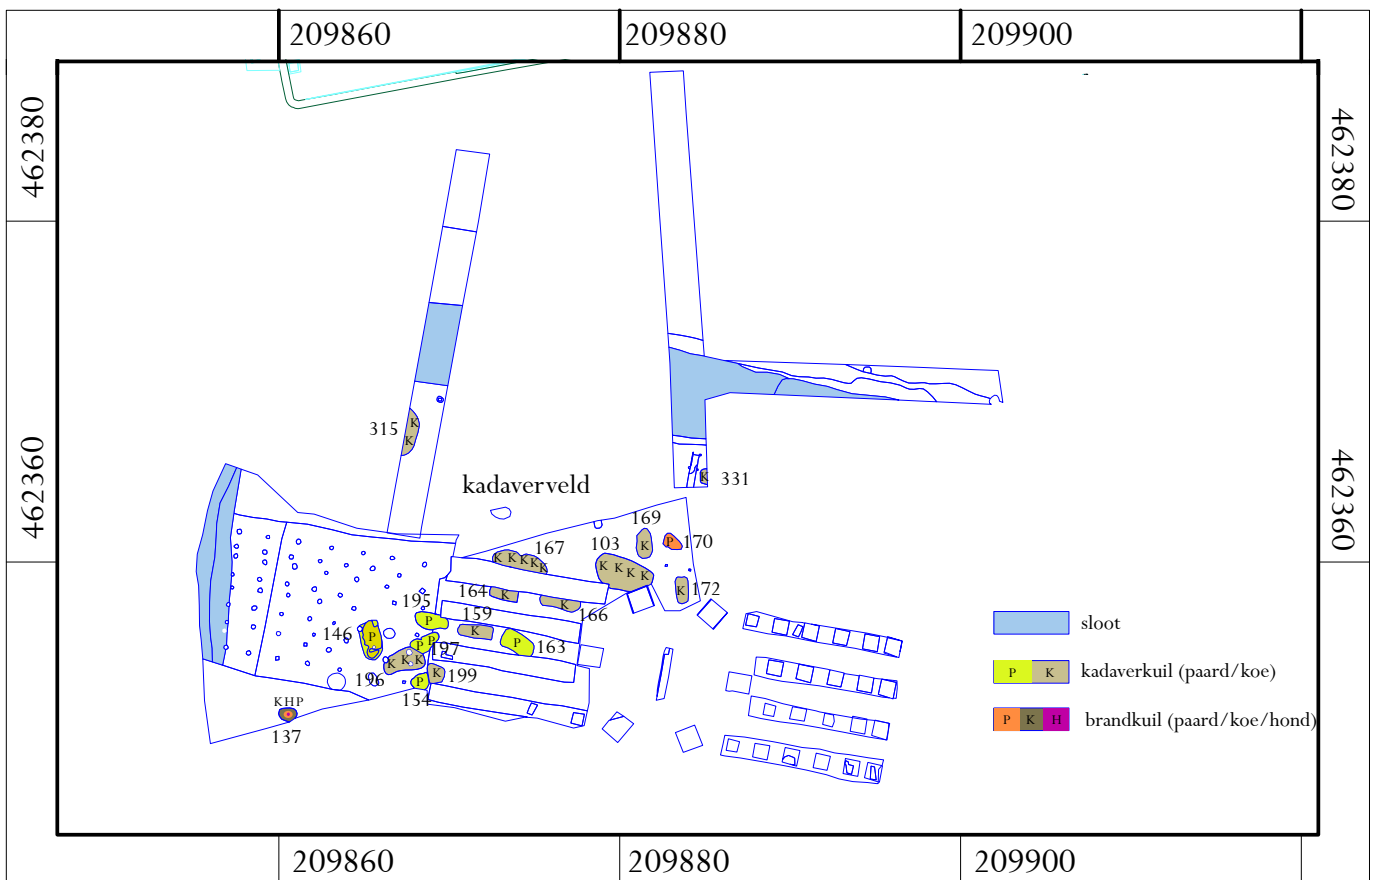 209860 209880 209900
462380 462380
315 K K
462360 462360
kadaverveld
K 331
169
K
P 170
167
K K K K K
103
K K K K
K 172
164 K
K 166
195 P
159 K
P 163
146 P
P P 197
K K K
196
K 199
P
154
KHP
137
sloot
P K kadaverkuil (paard/koe)
P K H brandkuil (paard/koe/hond)
209860 209880 209900